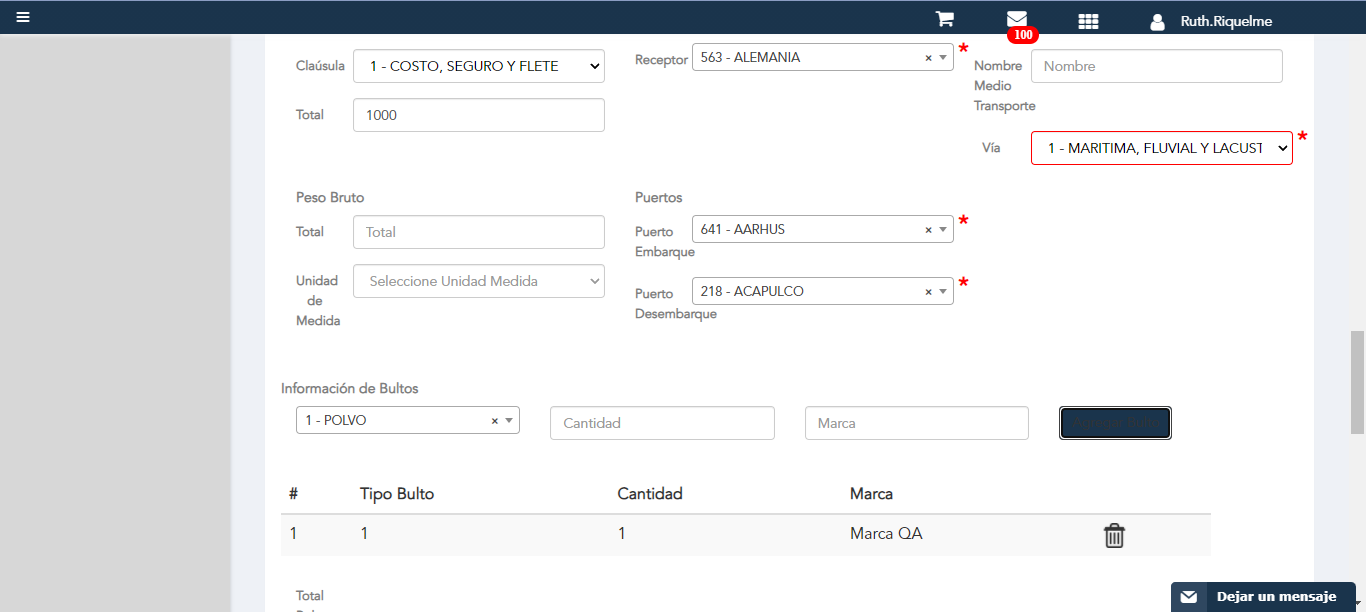 Ruth.Riquelme
100
Claúsula
1 - COSTO, SEGURO Y FLETE
Receptor
563 - ALEMANIA
×
*
Nombre
Medio
Transporte
Nombre
Total
1000
Vía
1 - MARITIMA, FLUVIAL Y LACUST
*
Peso Bruto
Puertos
Total
Total
Puerto
Embarque
641 - AARHUS
×
*
Unidad
de
Medida
Seleccione Unidad Medida
Puerto
Desembarque
218 - ACAPULCO
×
*
Información de Bultos
1 - POLVO
×
Cantidad
Marca
# Tipo Bulto Cantidad Marca
1 1 1 Marca QA
Total
Dejar un mensaje